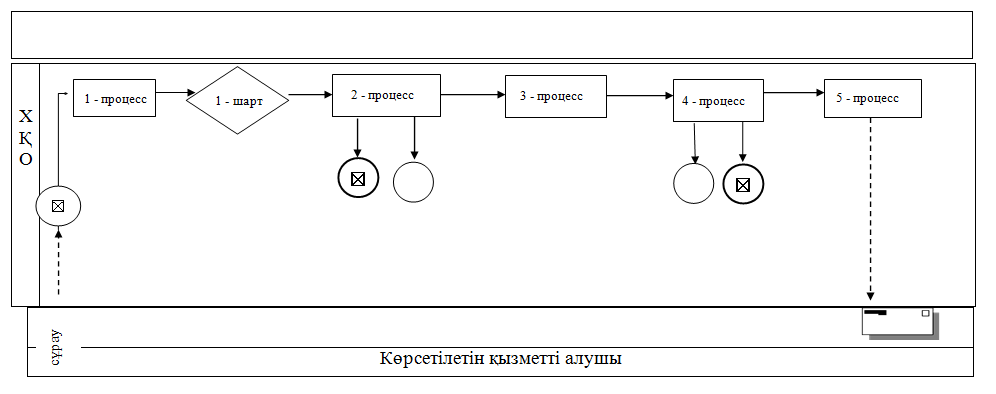 Х
Қ
О
1 - процесс
1 - шарт
2 - процесс
3 - процесс
4 - процесс
5 - процесс
сұрау
Көрсетілетін қызметті алушы